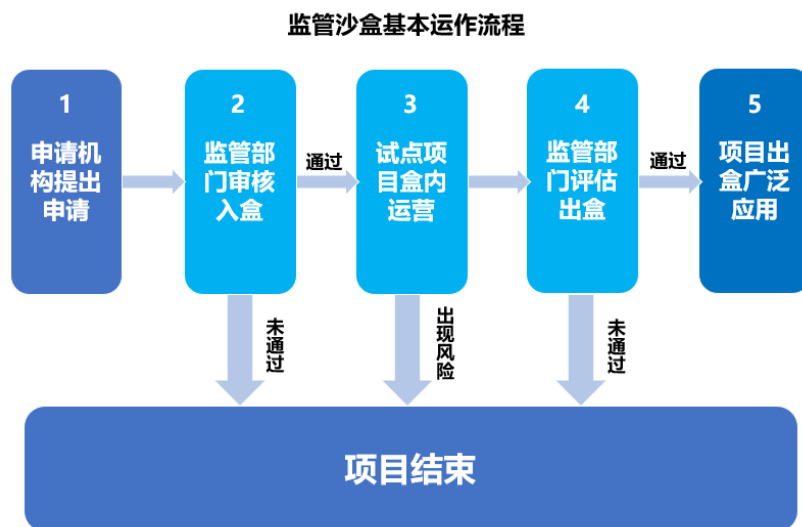 监管沙盒基本运作流程
1
申请机
构提出
申请
2
监管部
门审核
入盒
通过
3
试点项
目盒内
运营
4
监管部
门评估
出盒
通过
5
项目出
盒广泛
应用
未通过
出现风险
未通过
项目结束